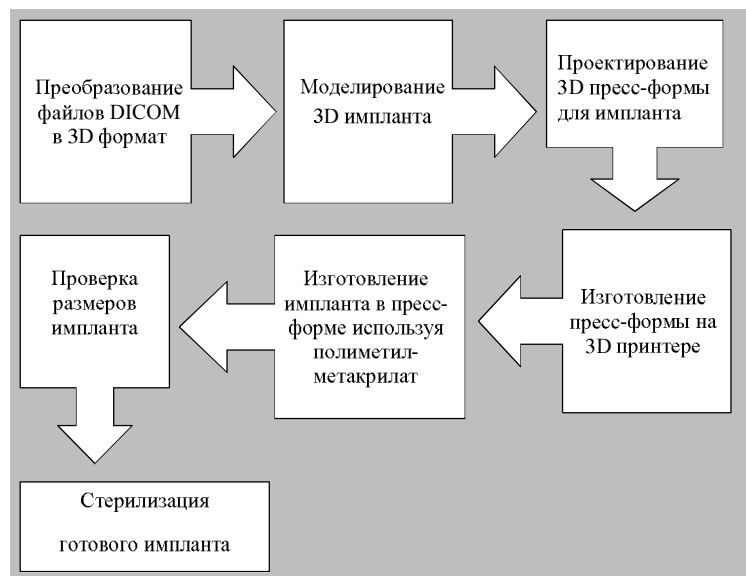 Преобразование
файлов DICOM
в 3D формат
Моделирование
3D импланта
Проектирование
3D пресс-формы
для импланта
Изготовление
пресс-формы на
3D принтере
Изготовление
импланта в пресс-
форме используя
полиметил-
метакрилат
Проверка
размеров
импланта
Стерилизация
готового импланта